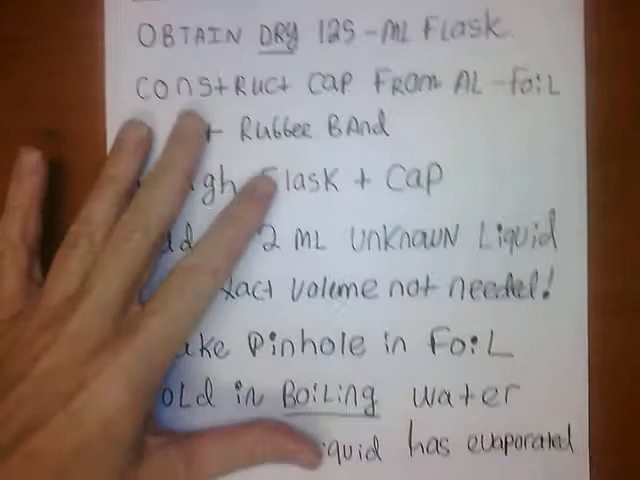 OBTAIN DRY 125-mL Flask
construct cap From AL-foil
+ Rubber BAnd
Flask + cap
2 mL unknown Liquid
volume not needed!
Pinhole in Foil
in Boiling water
has evaporated